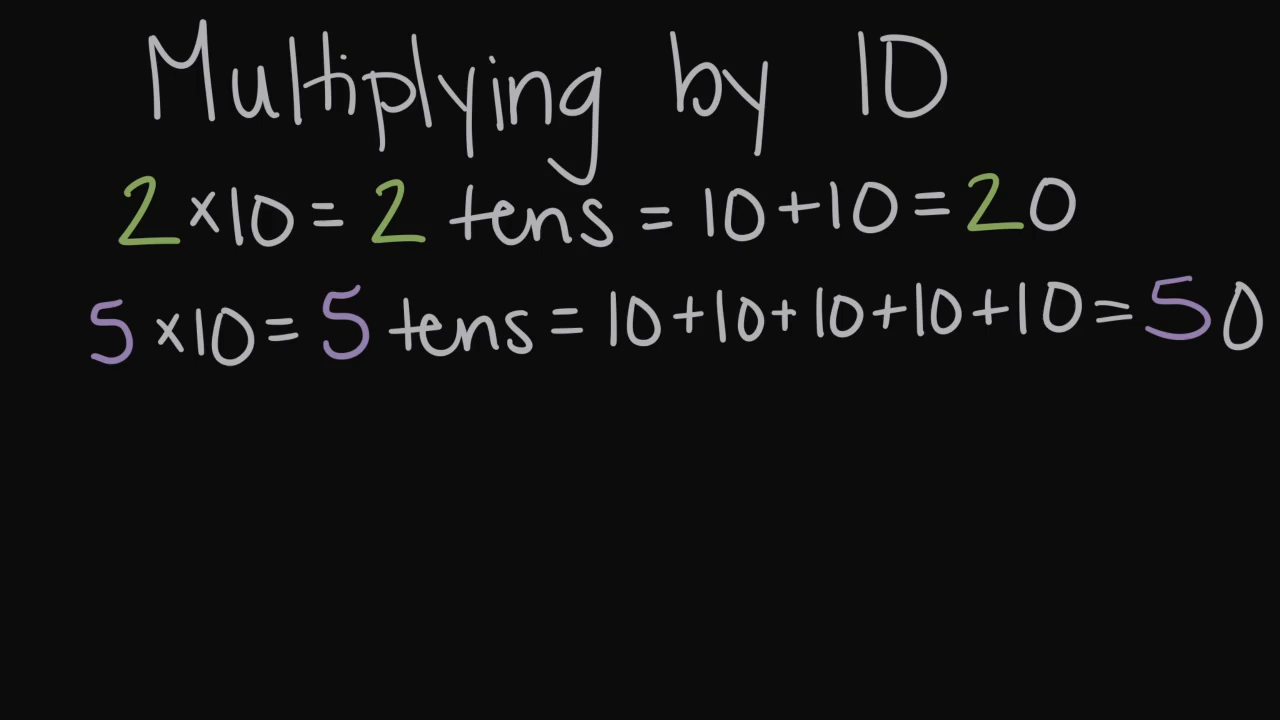 Multiplying by 10
2 × 10 = 2 tens = 10 + 10 = 20
5 × 10 = 5 tens = 10 + 10 + 10 + 10 + 10 = 50